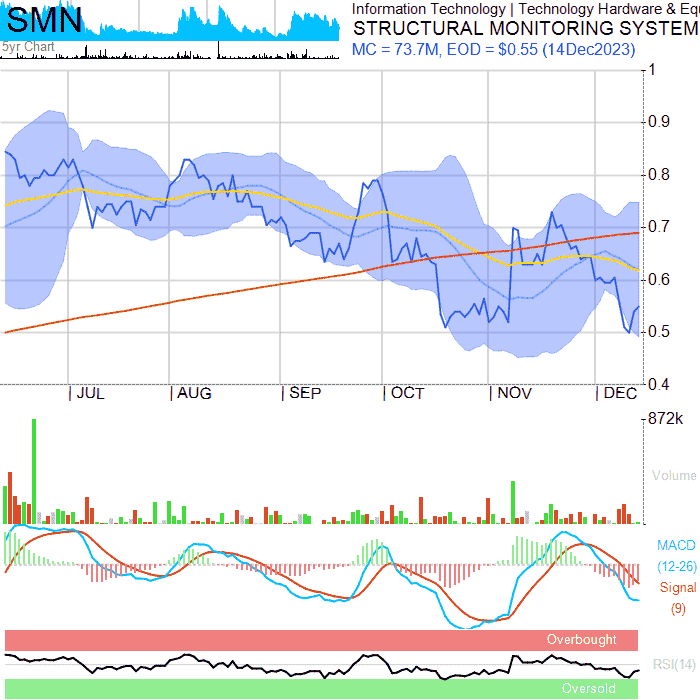 SMN
5yr Chart
Information Technology | Technology Hardware & Eq
STRUCTURAL MONITORING SYSTEM
MC = 73.7M, EOD = $0.55 (14Dec2023)
1
0.9
0.8
0.7
0.6
0.5
0.4
JUL AUG SEP OCT NOV DEC
872k
Volume
MACD
(12-26)
Signal
(9)
Overbought
RSI(14)
Oversold